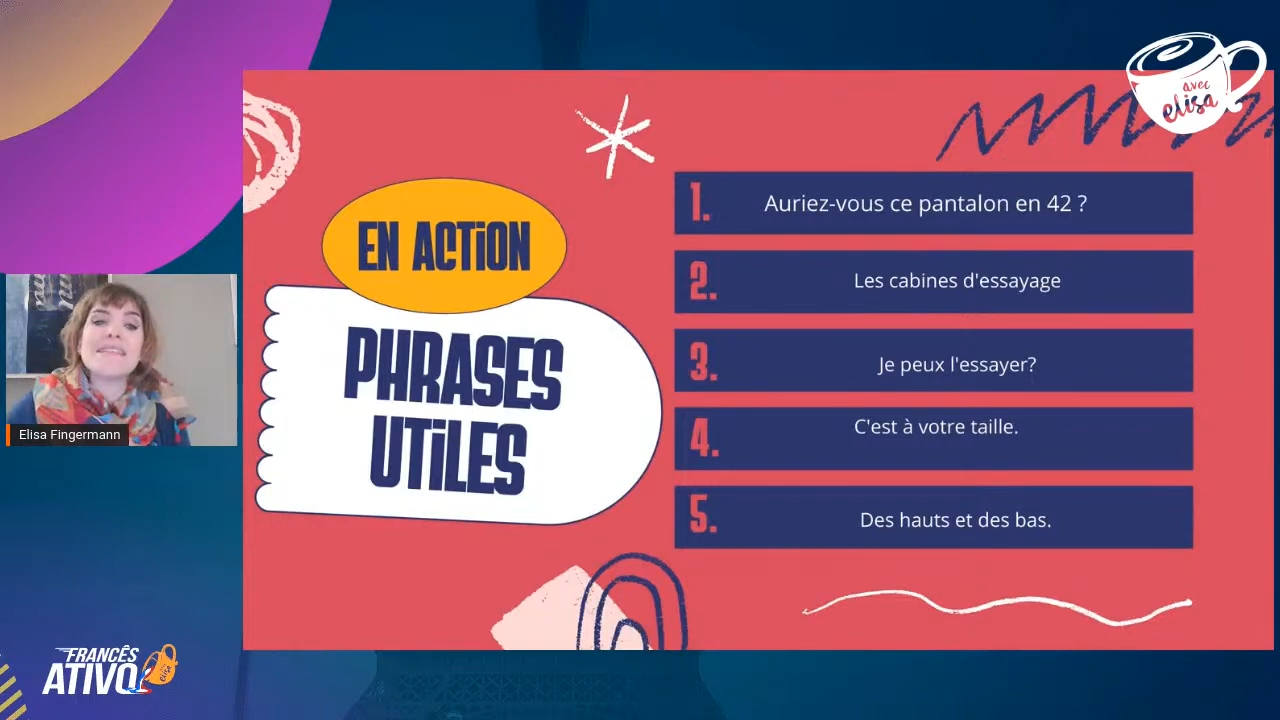 avec
elisa
EN ACTION
PHRASES
UTILES
1.
Auriez-vous ce pantalon en 42 ?
2.
Les cabines d'essayage
3.
Je peux l'essayer?
4.
C'est à votre taille.
5.
Des hauts et des bas.
Elisa Fingermann
FRANCÊS
ATIVO
elisa